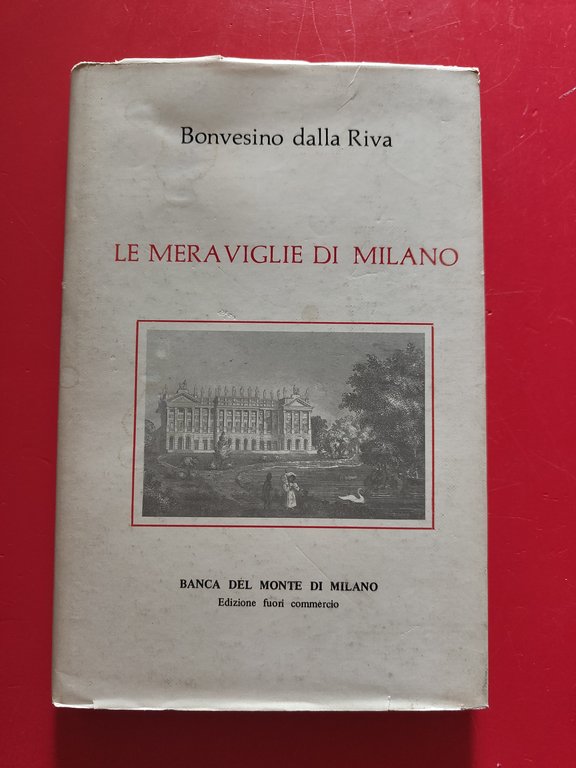 Bonvesino dalla Riva
LE MERAVIGLIE DI MILANO
BANCA DEL MONTE DI MILANO
Edizione fuori commercio